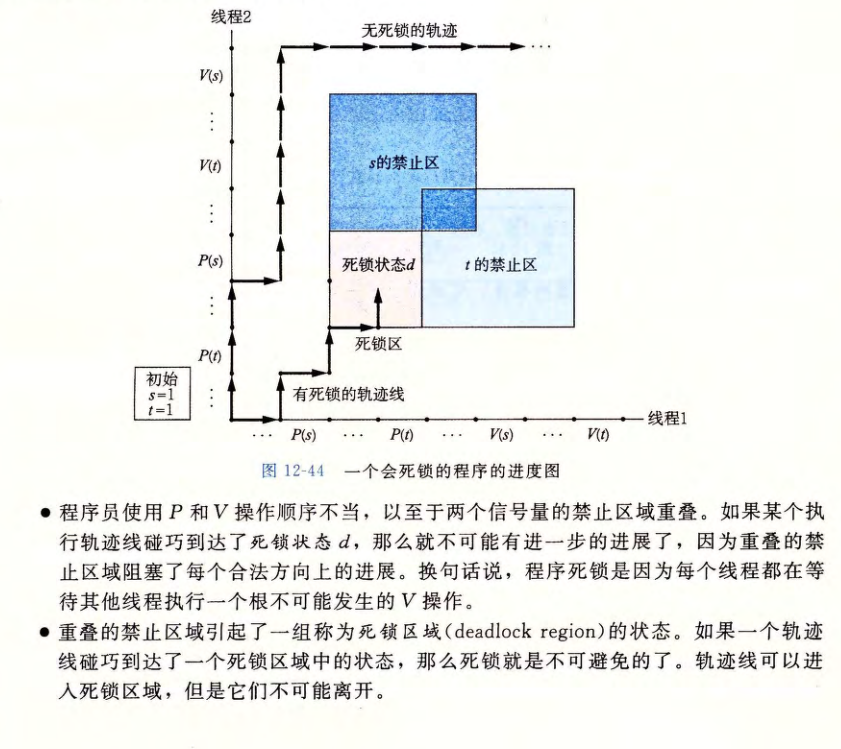 线程2
无死锁的轨迹
...
V(s)
⋮
s的禁止区
V(t)
⋮
P(s)
死锁状态d
t 的禁止区
⋮
死锁区
P(t)
初始
s=1
t=1
⋮
有死锁的轨迹线
线程1
... P(s) ... P(t) ... V(s) ... V(t)
图 12-44 一个会死锁的程序的进度图
● 程序员使用 P 和 V 操作顺序不当，以至于两个信号量的禁止区域重叠。如果某个执
行轨迹线碰巧到达了死锁状态 d，那么就不可能有进一步的进展了，因为重叠的禁
止区域阻塞了每个合法方向上的进展。换句话说，程序死锁是因为每个线程都在等
待其他线程执行一个根不可能发生的 V 操作。
● 重叠的禁止区域引起了一组称为死锁区域(deadlock region)的状态。如果一个轨迹
线碰巧到达了一个死锁区域中的状态，那么死锁就是不可避免的了。轨迹线可以进
入死锁区域，但是它们不可能离开。